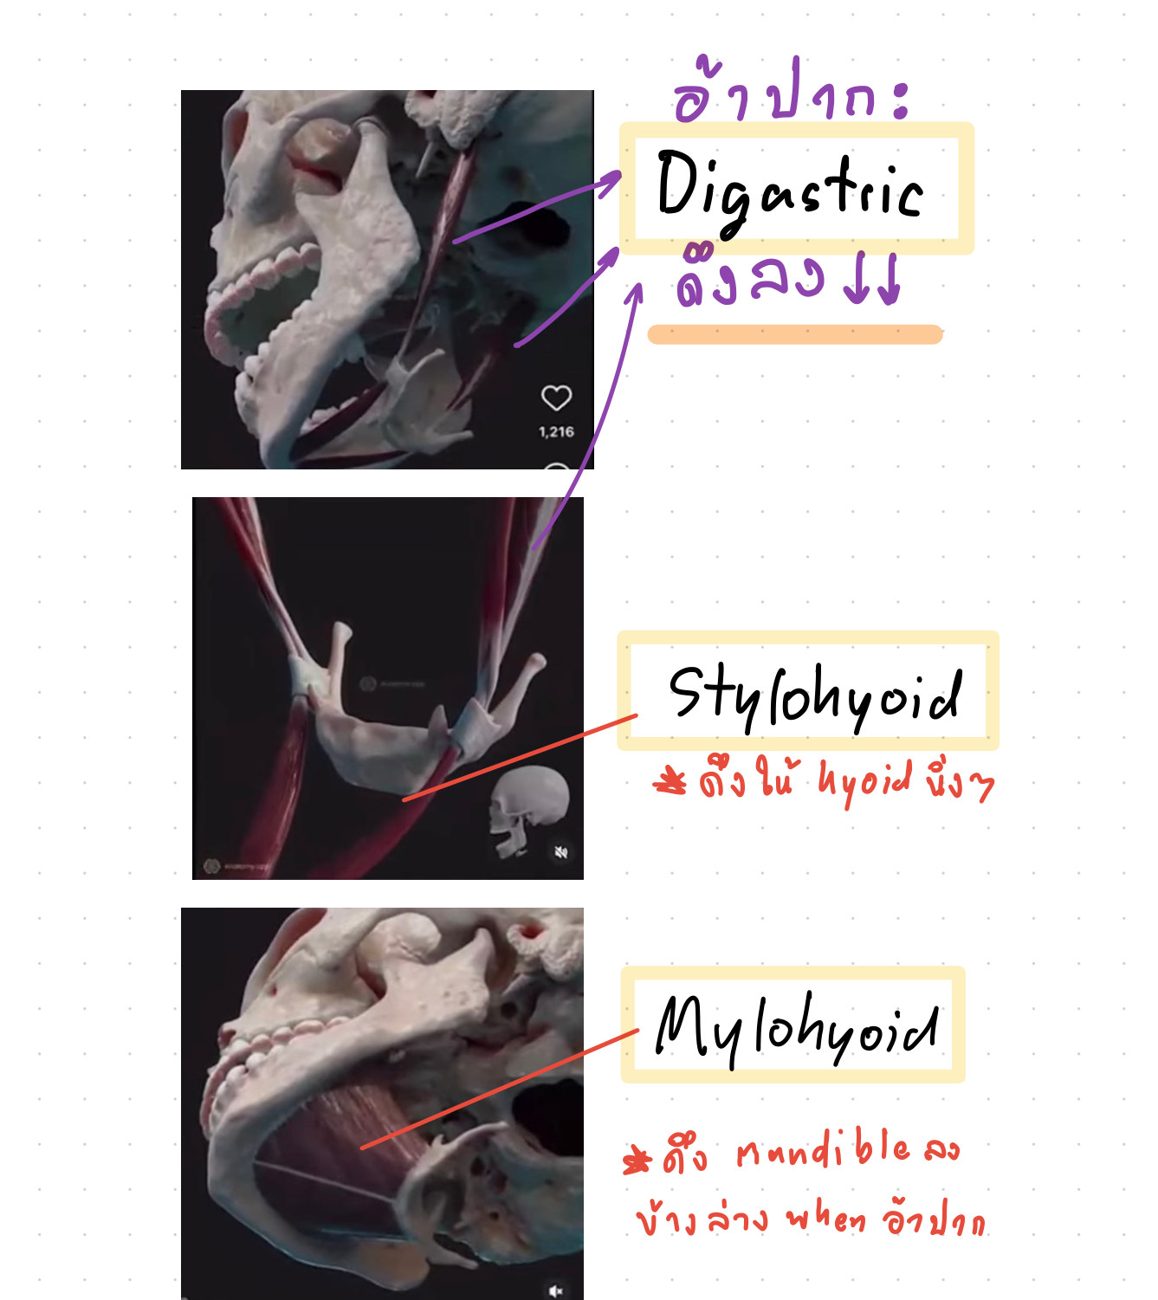 อ้าปาก:
Digastric
ดึงลง ↓↓
1,216
Stylohyoid
* ดึงให้ hyoid นิ่งๆ
Mylohyoid
* ดึง mandible ลง
ข้างล่าง when อ้าปาก